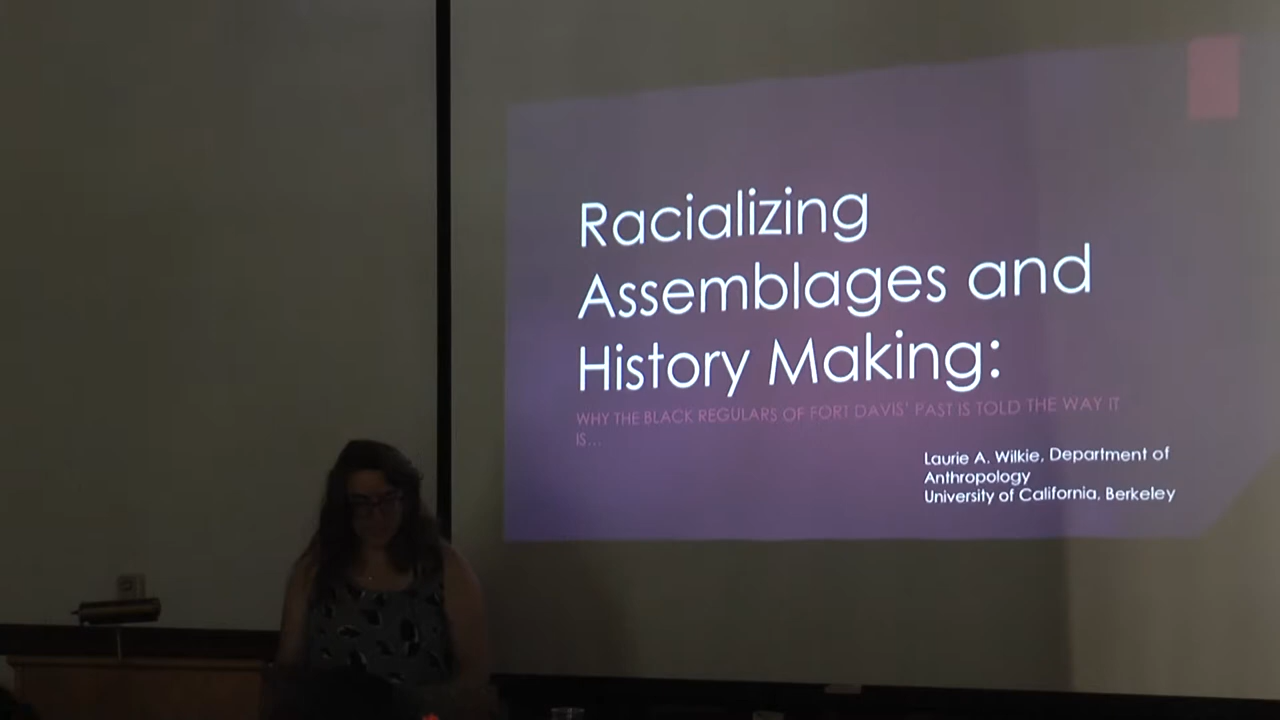 Racializing
Assemblages and
History Making:
WHY THE BLACK REGULARS OF FORT DAVIS' PAST IS TOLD THE WAY IT
IS...
Laurie A. Wilkie, Department of
Anthropology
University of California, Berkeley